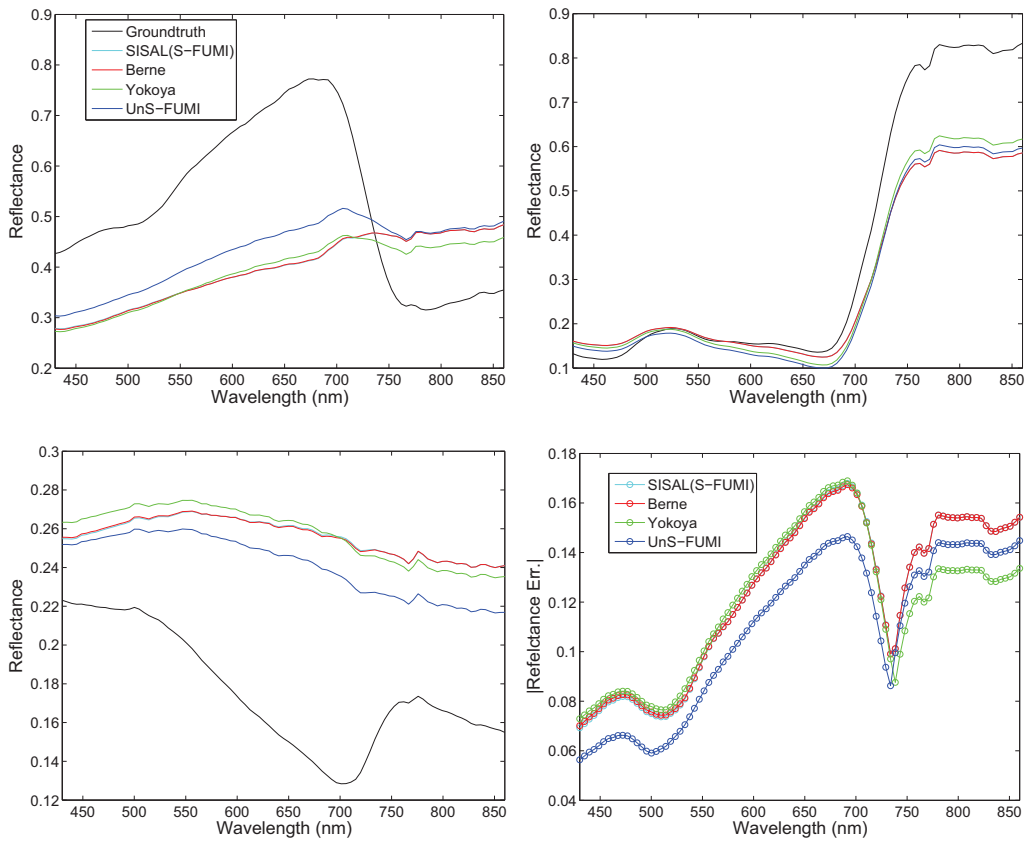 0.9
0.8
0.7
0.6
0.5
0.4
0.3
0.2
Reflectance
Groundtruth
SISAL(S−FUMI)
Berne
Yokoya
UnS−FUMI
450 500 550 600 650 700 750 800 850
Wavelength (nm)
0.9
0.8
0.7
0.6
0.5
0.4
0.3
0.2
0.1
Reflectance
450 500 550 600 650 700 750 800 850
Wavelength (nm)
0.3
0.28
0.26
0.24
0.22
0.2
0.18
0.16
0.14
0.12
Reflectance
450 500 550 600 650 700 750 800 850
Wavelength (nm)
0.18
0.16
0.14
0.12
0.1
0.08
0.06
0.04
|Refelctance Err.|
SISAL(S−FUMI)
Berne
Yokoya
UnS−FUMI
450 500 550 600 650 700 750 800 850
Wavelength (nm)